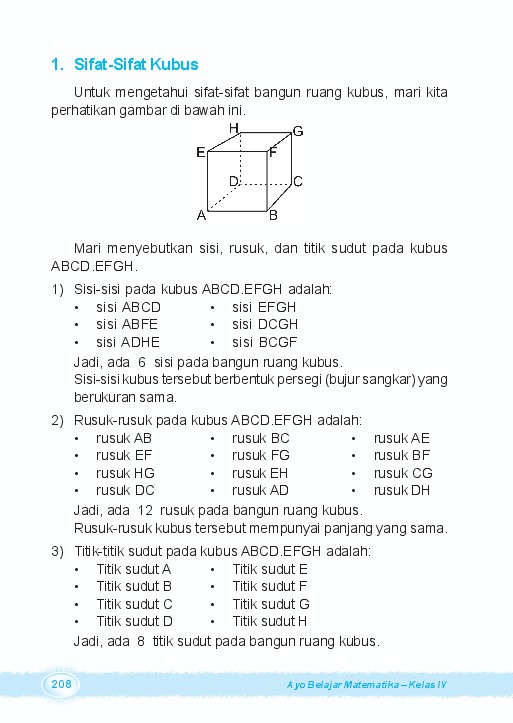 1. Sifat-Sifat Kubus
Untuk mengetahui sifat-sifat bangun ruang kubus, mari kita
perhatikan gambar di bawah ini.
H G
E F
D C
A B
Mari menyebutkan sisi, rusuk, dan titik sudut pada kubus
ABCD.EFGH.
1) Sisi-sisi pada kubus ABCD.EFGH adalah:
• sisi ABCD • sisi EFGH
• sisi ABFE • sisi DCGH
• sisi ADHE • sisi BCGF
Jadi, ada 6 sisi pada bangun ruang kubus.
Sisi-sisi kubus tersebut berbentuk persegi (bujur sangkar) yang
berukuran sama.
2) Rusuk-rusuk pada kubus ABCD.EFGH adalah:
• rusuk AB • rusuk BC • rusuk AE
• rusuk EF • rusuk FG • rusuk BF
• rusuk HG • rusuk EH • rusuk CG
• rusuk DC • rusuk AD • rusuk DH
Jadi, ada 12 rusuk pada bangun ruang kubus.
Rusuk-rusuk kubus tersebut mempunyai panjang yang sama.
3) Titik-titik sudut pada kubus ABCD.EFGH adalah:
• Titik sudut A • Titik sudut E
• Titik sudut B • Titik sudut F
• Titik sudut C • Titik sudut G
• Titik sudut D • Titik sudut H
Jadi, ada 8 titik sudut pada bangun ruang kubus.
208 Ayo Belajar Matematika – Kelas IV